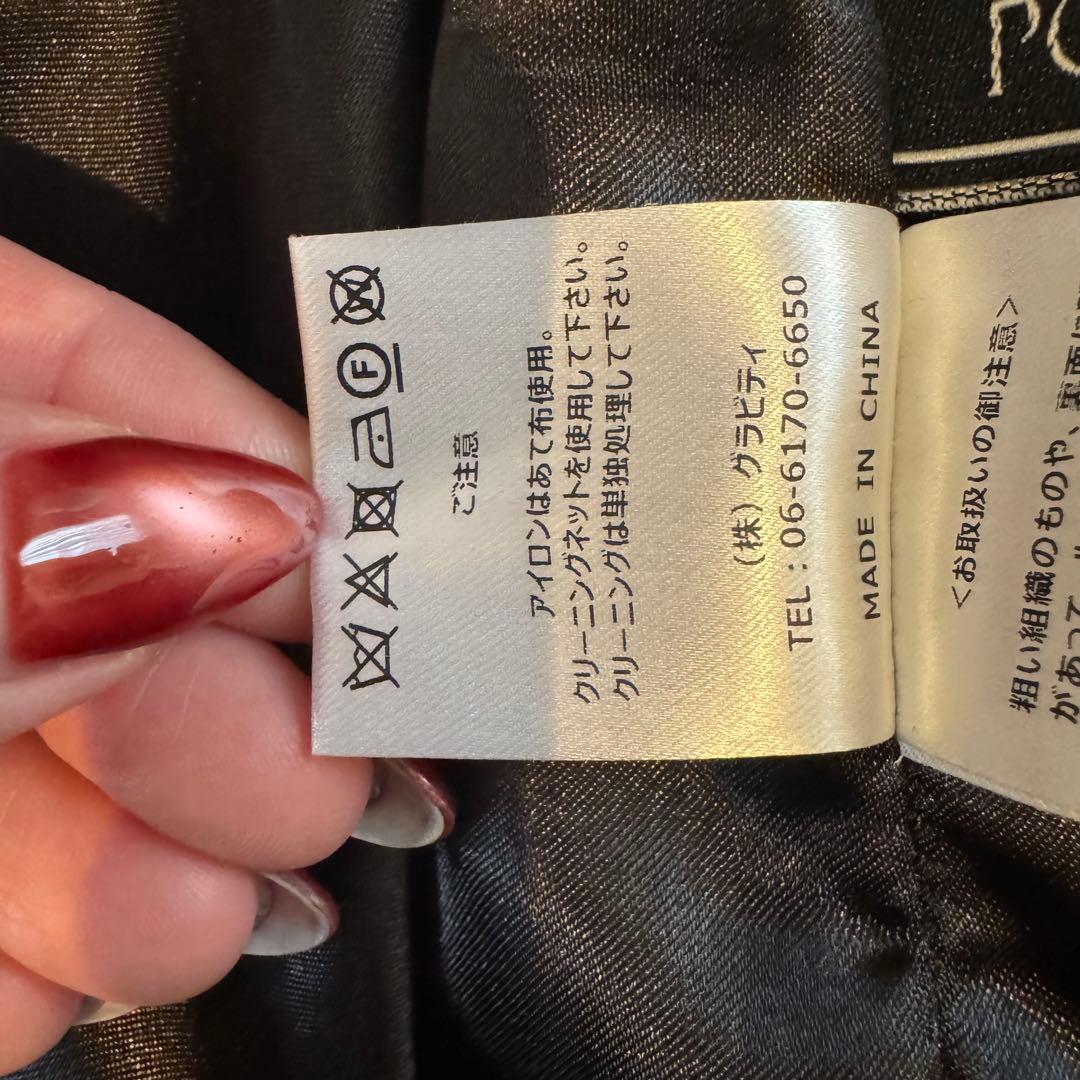 ご注意
アイロンはあて布使用。
クリーニングネットを使用して下さい。
クリーニングは単独処理して下さい。
(株) グラビティ
TEL : 06-6170-6650
MADE IN CHINA
<お取扱いの御注意>
粗い組織のものや、裏面に
があって
F
W